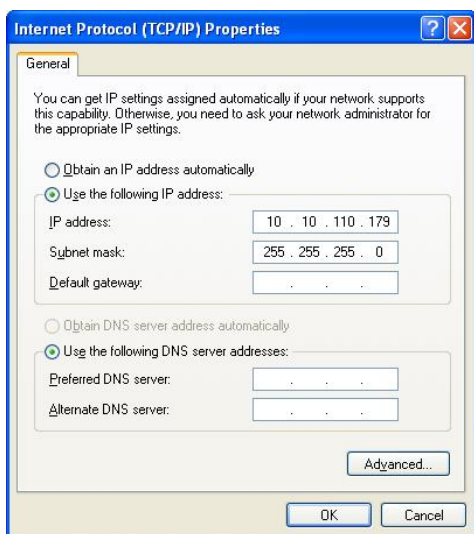 Internet Protocol (TCP/IP) Properties
General
You can get IP settings assigned automatically if your network supports
this capability. Otherwise, you need to ask your network administrator for
the appropriate IP settings.
Obtain an IP address automatically
Use the following IP address:
IP address: 10 . 10 . 110 . 179
Subnet mask: 255 . 255 . 255 . 0
Default gateway: . . .
Obtain DNS server address automatically
Use the following DNS server addresses:
Preferred DNS server: . . .
Alternate DNS server: . . .
Advanced...
OK Cancel